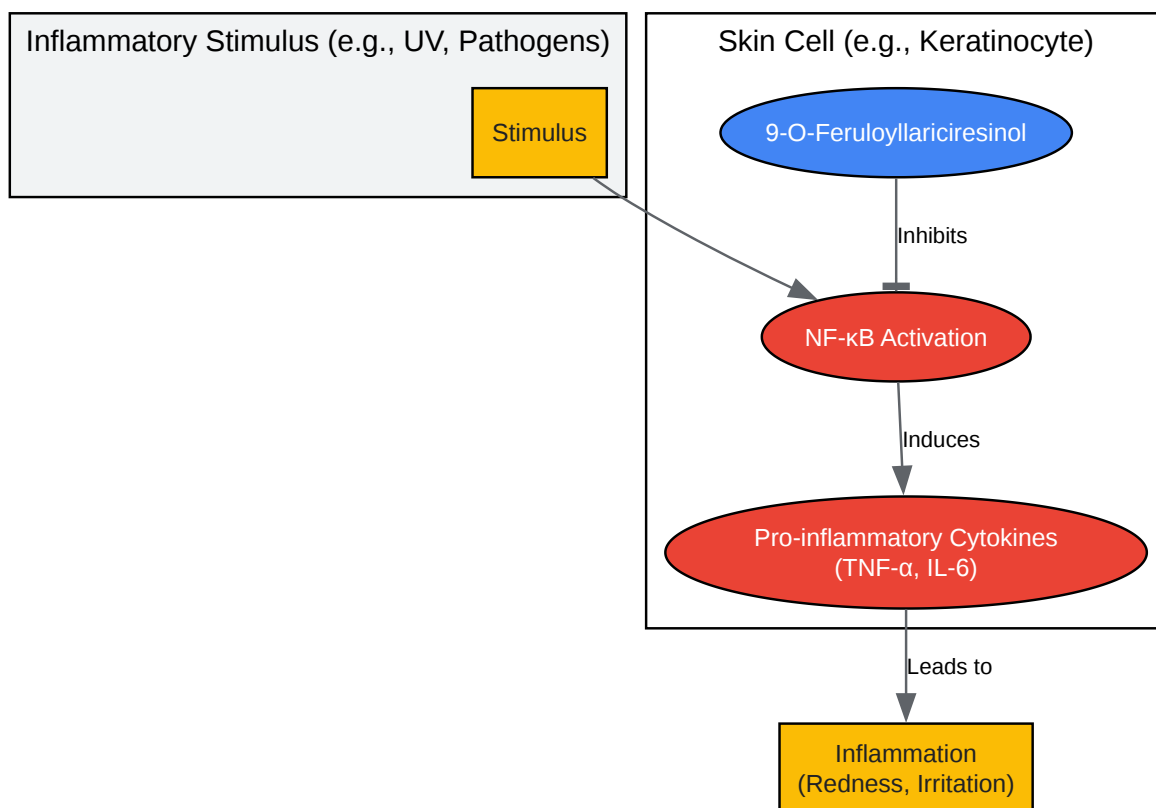 Inflammatory Stimulus (e.g., UV, Pathogens)
Stimulus
Skin Cell (e.g., Keratinocyte)
9-O-Feruloyllariciresinol
Inhibits
NF-κB Activation
Induces
Pro-inflammatory Cytokines
(TNF-α, IL-6)
Leads to
Inflammation
(Redness, Irritation)